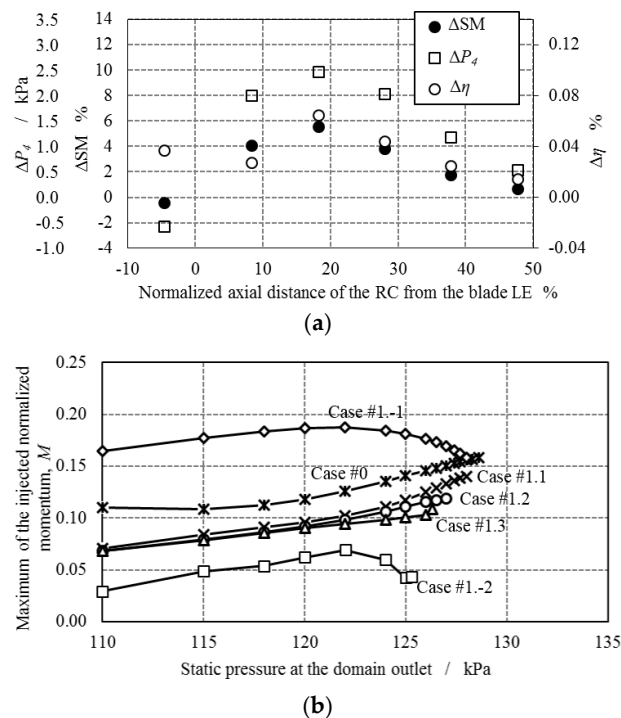 ΔP4 / kPa
3.5
3.0
2.5
2.0
1.5
1.0
0.5
0.0
-0.5
-1.0
ΔSM %
14
12
10
8
6
4
2
0
-2
-4
ΔSM
ΔP4
Δη
0.12
0.08
0.04
0.00
-0.04
Δη %
-10 0 10 20 30 40 50
Normalized axial distance of the RC from the blade LE %
(a)
Maximum of the injected normalized
momentum, M
0.25
0.20
0.15
0.10
0.05
0.00
Case #1.-1
Case #0
Case #1.1
Case #1.2
Case #1.3
Case #1.-2
110 115 120 125 130 135
Static pressure at the domain outlet / kPa
(b)